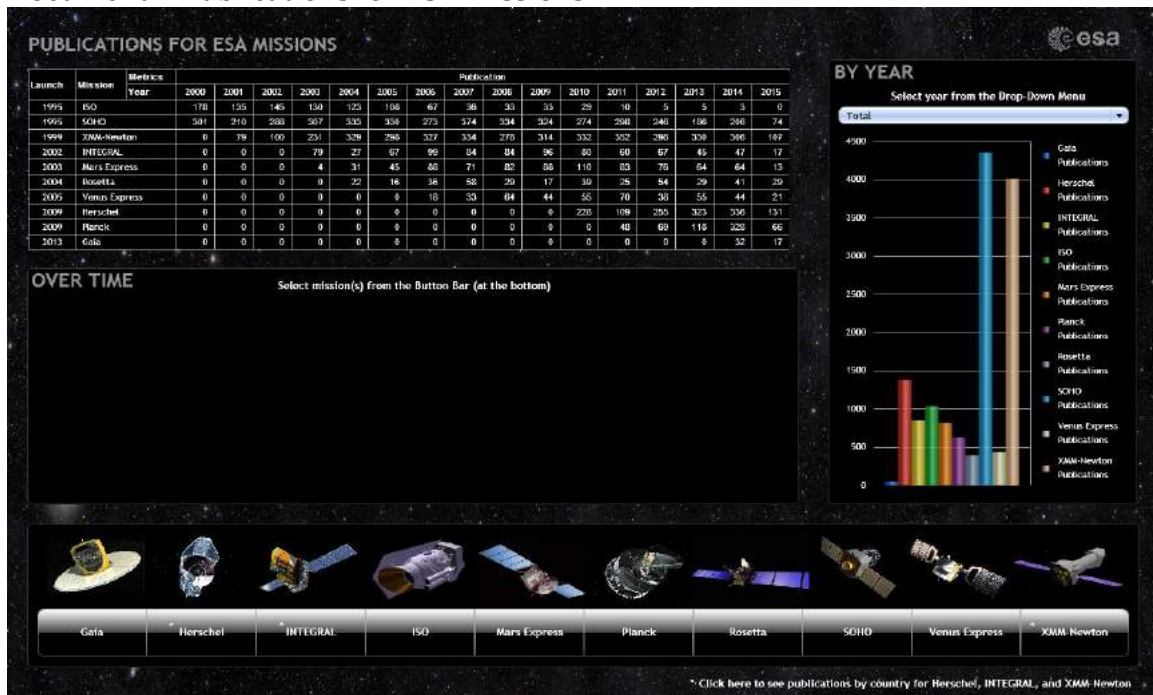 PUBLICATIONS FOR ESA MISSIONS
esa
Launch Mission Metrics Publication
Year 2000 2001 2002 2003 2004 2005 2006 2007 2008 2009 2010 2011 2012 2013 2014 2015
1995 ISO 178 135 145 130 123 108 67 36 33 33 29 10 5 5 3 0
1995 SOHO 301 210 288 307 333 330 273 374 334 324 274 298 246 186 206 74
1999 XMM-Newton 0 79 100 231 329 298 327 334 276 314 332 352 296 330 306 107
2002 INTEGRAL 0 0 0 79 27 67 99 84 84 96 80 60 67 45 47 17
2003 Mars Express 0 0 0 4 31 45 88 71 82 88 110 83 76 64 64 13
2004 Rosetta 0 0 0 0 22 16 36 58 29 17 39 25 54 29 41 29
2005 Venus Express 0 0 0 0 0 0 18 33 64 44 55 70 38 55 44 21
2009 Herschel 0 0 0 0 0 0 0 0 0 0 228 109 255 323 336 131
2009 Planck 0 0 0 0 0 0 0 0 0 0 0 48 69 118 328 66
2013 Gaia 0 0 0 0 0 0 0 0 0 0 0 0 0 0 32 17
BY YEAR
Select year from the Drop-Down Menu
Total
4500
4000
3500
3000
2500
2000
1500
1000
500
0
Gaia
Publications
Herschel
Publications
INTEGRAL
Publications
ISO
Publications
Mars Express
Publications
Planck
Publications
Rosetta
Publications
SOHO
Publications
Venus Express
Publications
XMM-Newton
Publications
OVER TIME
Select mission(s) from the Button Bar (at the bottom)
Gaia * Herschel * INTEGRAL ISO Mars Express Planck Rosetta SOHO Venus Express * XMM-Newton
* Click here to see publications by country for Herschel, INTEGRAL, and XMM-Newton